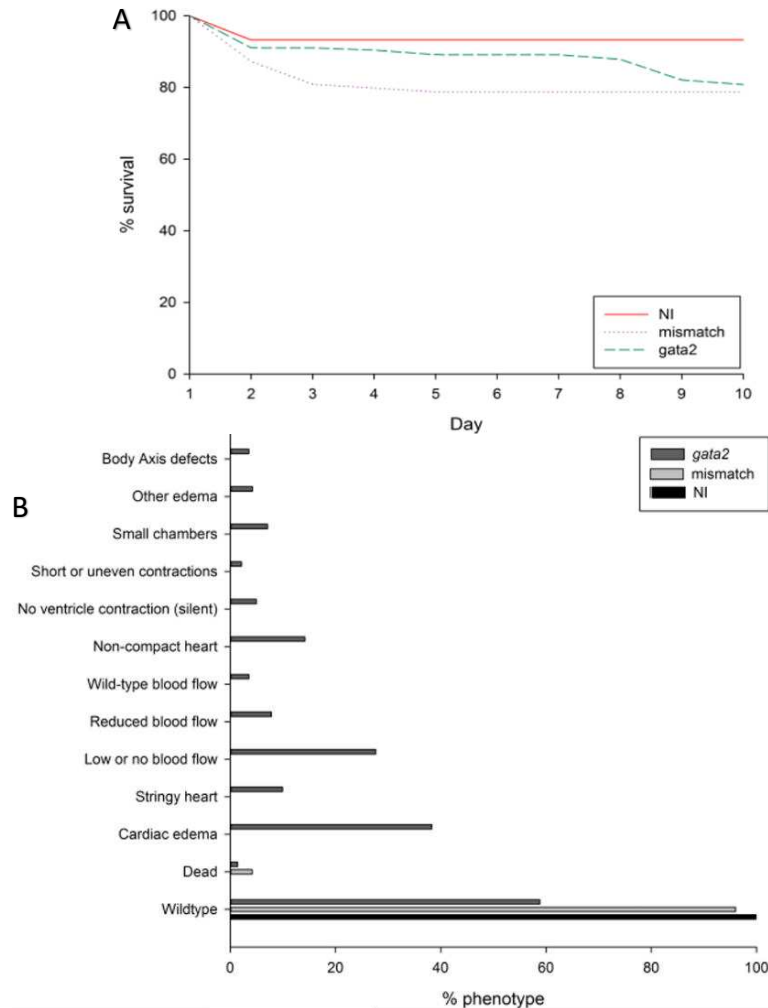 A
100
80
60
40
20
0
% survival
1 2 3 4 5 6 7 8 9 10
Day
NI
mismatch
gata2
B
Body Axis defects
Other edema
Small chambers
Short or uneven contractions
No ventricle contraction (silent)
Non-compact heart
Wild-type blood flow
Reduced blood flow
Low or no blood flow
Stringy heart
Cardiac edema
Dead
Wildtype
gata2
mismatch
NI
0 20 40 60 80 100
% phenotype